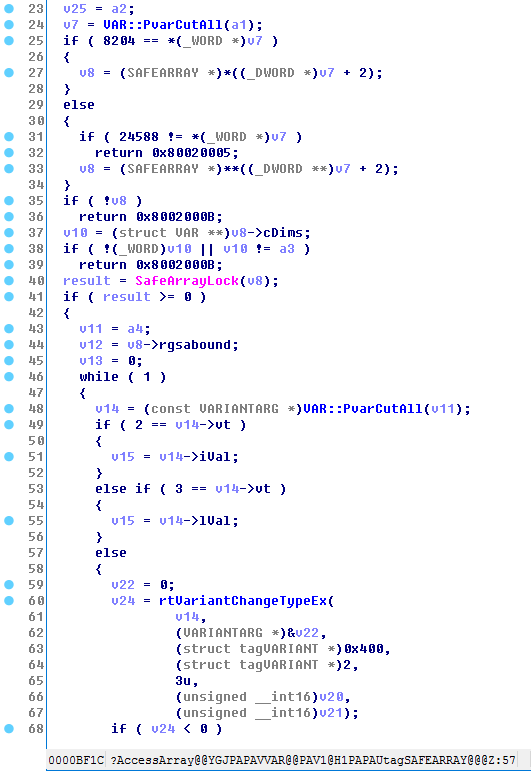 23 v25 = a2;
24 v7 = VAR::PvarCutAll(a1);
25 if ( 8204 == *(_WORD *)v7 )
26 {
27 v8 = (SAFEARRAY *)*((_DWORD *)v7 + 2);
28 }
29 else
30 {
31 if ( 24588 != *(_WORD *)v7 )
32 return 0x80020005;
33 v8 = (SAFEARRAY *)**((_DWORD **)v7 + 2);
34 }
35 if ( !v8 )
36 return 0x8002000B;
37 v10 = (struct VAR **)v8->cDims;
38 if ( !(_WORD)v10 || v10 != a3 )
39 return 0x8002000B;
40 result = SafeArrayLock(v8);
41 if ( result >= 0 )
42 {
43 v11 = a4;
44 v12 = v8->rgsabound;
45 v13 = 0;
46 while ( 1 )
47 {
48 v14 = (const VARIANTARG *)VAR::PvarCutAll(v11);
49 if ( 2 == v14->vt )
50 {
51 v15 = v14->iVal;
52 }
53 else if ( 3 == v14->vt )
54 {
55 v15 = v14->lVal;
56 }
57 else
58 {
59 v22 = 0;
60 v24 = rtVariantChangeTypeEx(
61 v14,
62 (VARIANTARG *)&v22,
63 (struct tagVARIANT *)0x400,
64 (struct tagVARIANT *)2,
65 3u,
66 (unsigned __int16)v20,
67 (unsigned __int16)v21);
68 if ( v24 < 0 )
0000BF1C ?AccessArray@@YGJPAPAVVAR@@PAV1@H1PAPAUtagSAFEARRAY@@@Z:57